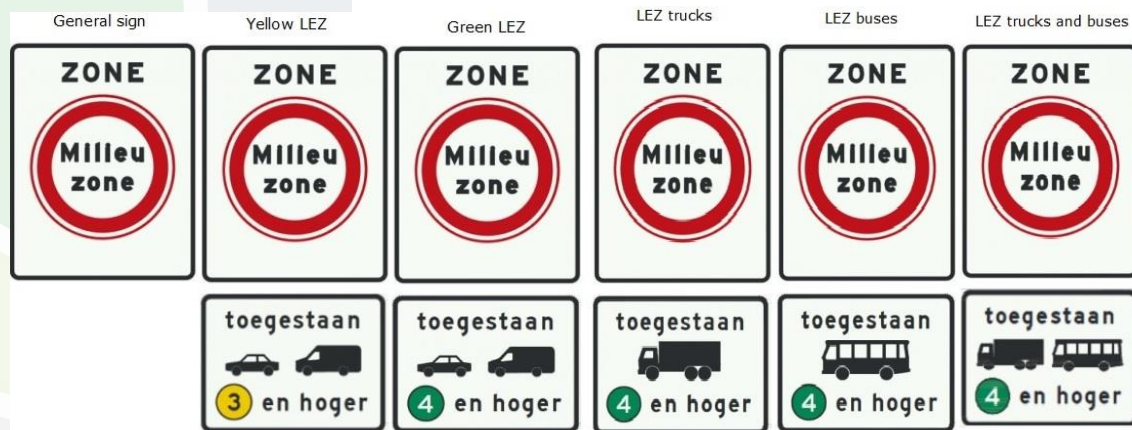 General sign
Yellow LEZ
Green LEZ
LEZ trucks
LEZ buses
LEZ trucks and buses
ZONE
Milieu
zone
ZONE
Milieu
zone
toegestaan
3 en hoger
ZONE
Milieu
zone
toegestaan
4 en hoger
ZONE
Milieu
zone
toegestaan
4 en hoger
ZONE
Milieu
zone
toegestaan
4 en hoger
ZONE
Milieu
zone
toegestaan
4 en hoger